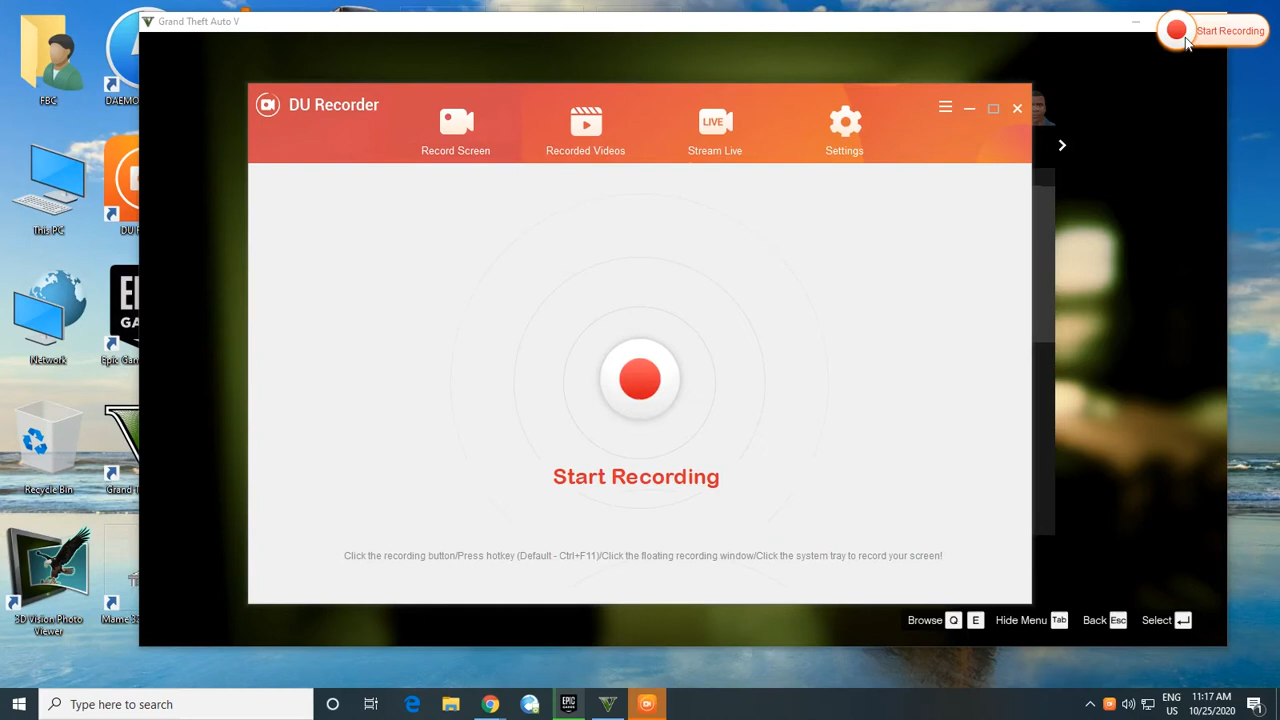 Grand Theft Auto V
Start Recording
DU Recorder
LIVE
Record Screen
Recorded Videos
Stream Live
Settings
FBC
This PC
Network
Recycle Bin
3D Vision Photo
Viewer
Start Recording
Click the recording button/Press hotkey (Default - Ctrl+F11)/Click the floating recording window/Click the system tray to record your screen!
Browse Q E Hide Menu Tab Back Esc Select
Type here to search
EPIC
GAMES
ENG
US
11:17 AM
10/25/2020
1